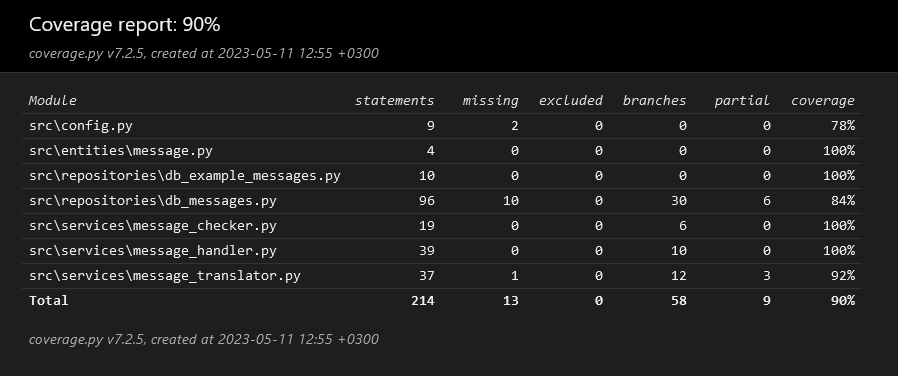 Coverage report: 90%
coverage.py v7.2.5, created at 2023-05-11 12:55 +0300
Module statements missing excluded branches partial coverage
src\config.py 9 2 0 0 0 78%
src\entities\message.py 4 0 0 0 0 100%
src\repositories\db_example_messages.py 10 0 0 0 0 100%
src\repositories\db_messages.py 96 10 0 30 6 84%
src\services\message_checker.py 19 0 0 6 0 100%
src\services\message_handler.py 39 0 0 10 0 100%
src\services\message_translator.py 37 1 0 12 3 92%
Total 214 13 0 58 9 90%
coverage.py v7.2.5, created at 2023-05-11 12:55 +0300